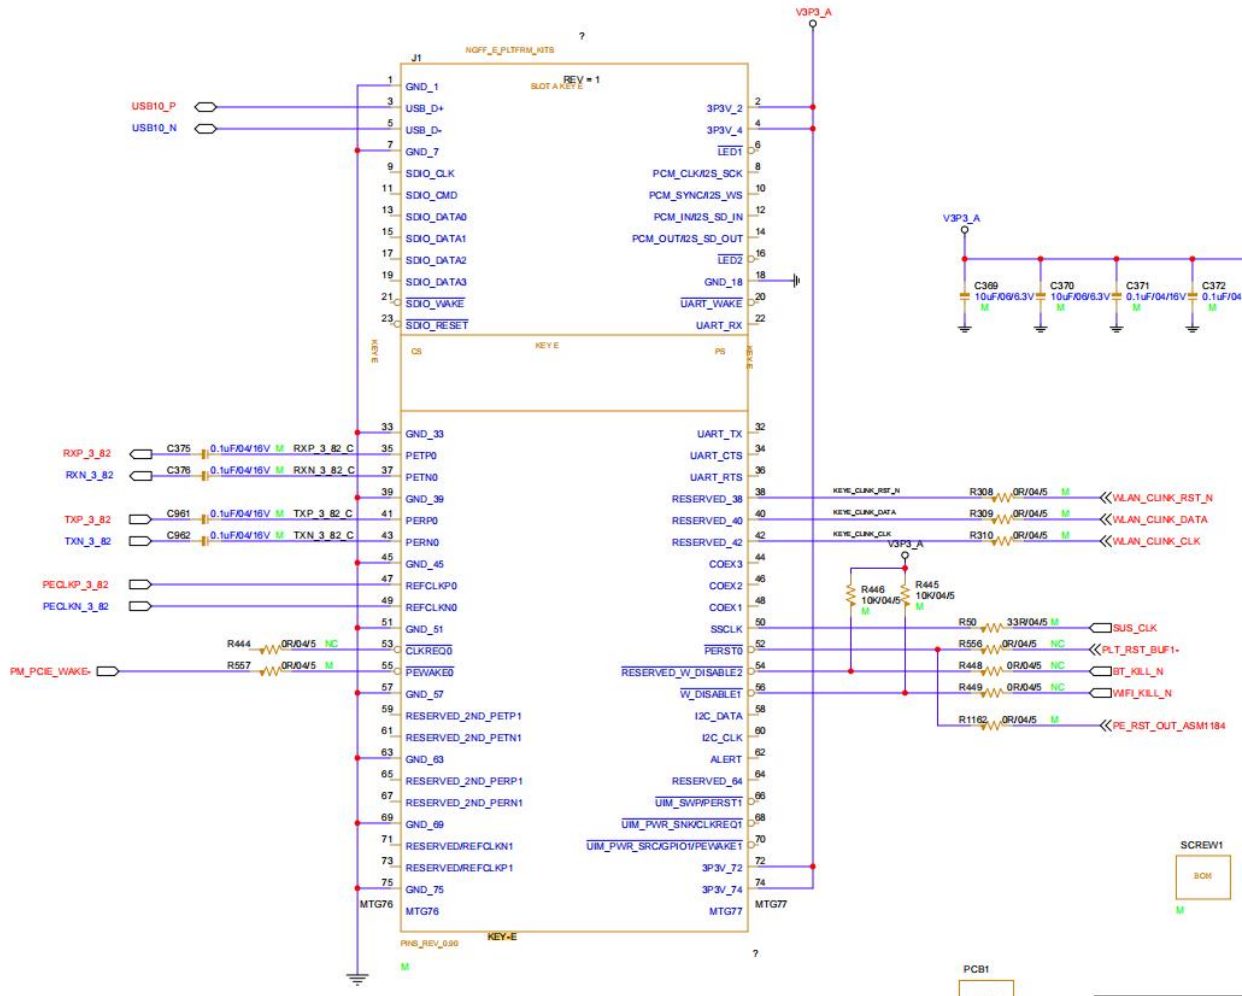 V3P3_A
?
NGFF_E_PLTFRM_KITS
J1
REV = 1
SLOT A KEY E
1 GND_1
USB10_P 3 USB_D+ 3P3V_2 2
USB10_N 5 USB_D- 3P3V_4 4
7 GND_7 LED1 6
9 SDIO_CLK PCM_CLK/I2S_SCK 8
11 SDIO_CMD PCM_SYNC/I2S_WS 10
13 SDIO_DATA0 PCM_IN/I2S_SD_IN 12
15 SDIO_DATA1 PCM_OUT/I2S_SD_OUT 14
17 SDIO_DATA2 LED2 16
19 SDIO_DATA3 GND_18 18
21 SDIO_WAKE UART_WAKE 20
23 SDIO_RESET UART_RX 22
V3P3_A
C369 C370 C371 C372
10uF/06/6.3V 10uF/06/6.3V 0.1uF/04/16V 0.1uF/04
M M M M
KEY E CS KEY E PS KEY E
33 GND_33 UART_TX 32
RXP_3_82 C375 0.1uF/04/16V M RXP_3_82_C 35 PETP0 UART_CTS 34
RXN_3_82 C376 0.1uF/04/16V M RXN_3_82_C 37 PETN0 UART_RTS 36
39 GND_39 RESERVED_38 38 KEYE_CLINK_RST_N R308 0R/04/5 M WLAN_CLINK_RST_N
TXP_3_82 C961 0.1uF/04/16V M TXP_3_82_C 41 PERP0 RESERVED_40 40 KEYE_CLINK_DATA R309 0R/04/5 M WLAN_CLINK_DATA
TXN_3_82 C962 0.1uF/04/16V M TXN_3_82_C 43 PERN0 RESERVED_42 42 KEYE_CLINK_CLK R310 0R/04/5 M WLAN_CLINK_CLK
V3P3_A
45 GND_45 COEX3 44
PECLKP_3_82 47 REFCLKP0 COEX2 46
R446 10K/04/5 M R445 10K/04/5 M
PECLKN_3_82 49 REFCLKN0 COEX1 48
51 GND_51 SSCLK 50 R50 33R/04/5 M SUS_CLK
R444 0R/04/5 NC 53 CLKREQ0 PERST0 52 R556 0R/04/5 NC PLT_RST_BUF1-
PM_PCIE_WAKE- R557 0R/04/5 M 55 PEWAKE0 RESERVED_W_DISABLE2 54 R448 0R/04/5 NC BT_KILL_N
57 GND_57 W_DISABLE1 56 R449 0R/04/5 NC WIFI_KILL_N
59 RESERVED_2ND_PETP1 I2C_DATA 58
R1162 0R/04/5 M PE_RST_OUT_ASM1184
61 RESERVED_2ND_PETN1 I2C_CLK 60
63 GND_63 ALERT 62
65 RESERVED_2ND_PERP1 RESERVED_64 64
67 RESERVED_2ND_PERN1 UIM_SWP/PERST1 66
69 GND_69 UIM_PWR_SNK/CLKREQ1 68
71 RESERVED/REFCLKN1 UIM_PWR_SRC/GPIO1/PEWAKE1 70
73 RESERVED/REFCLKP1 3P3V_72 72
75 GND_75 3P3V_74 74
MTG76 MTG76 MTG77 MTG77
SCREW1
BOM
M
PINS_REV_0.90 KEY-E
?
M
PCB1